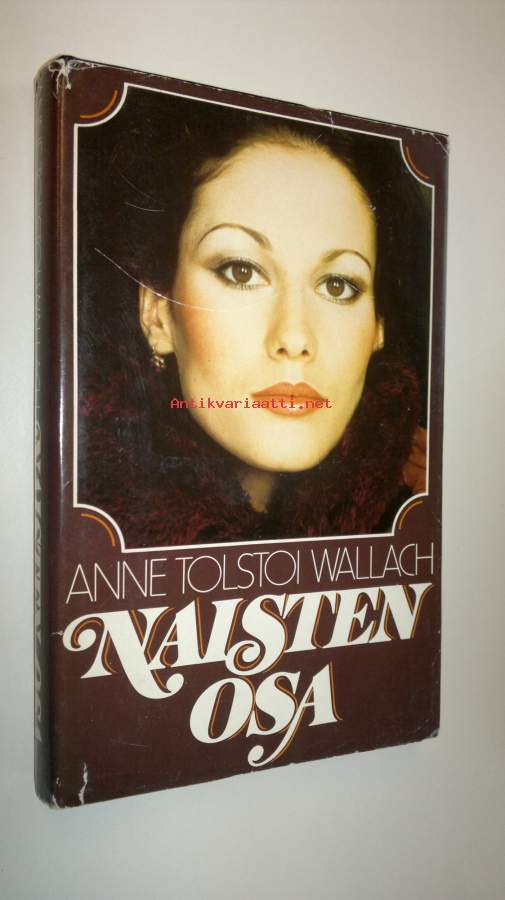 Antikvariaatti.net
ANNE TOLSTOI WALLACH
NAISTEN
OSA